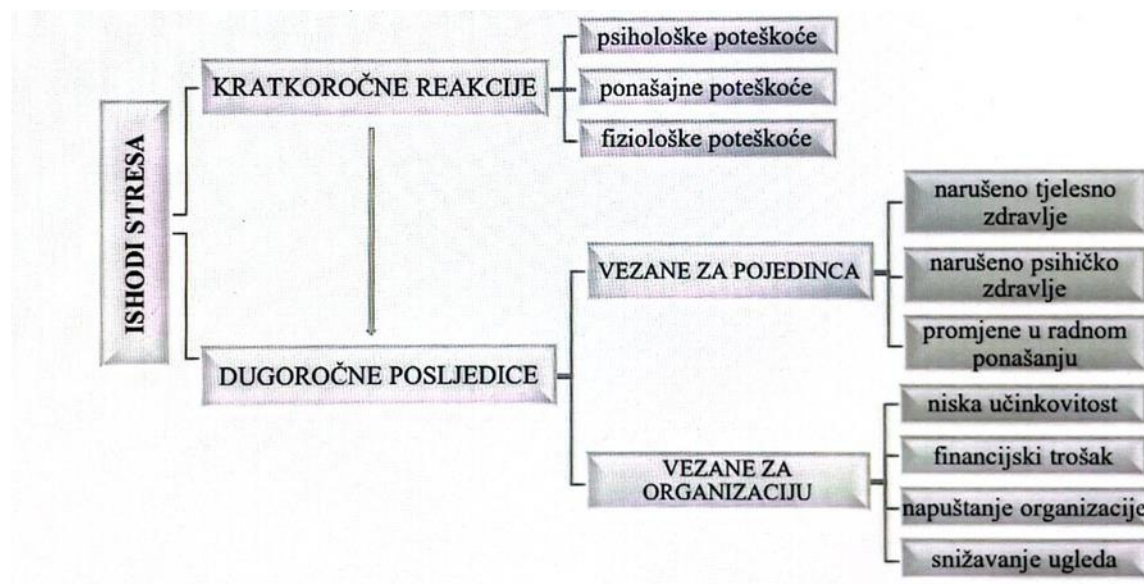 ISHODI STRESA
KRATKOROČNE REAKCIJE
psihološke poteškoće
ponašajne poteškoće
fiziološke poteškoće
DUGOROČNE POSLJEDICE
VEZANE ZA POJEDINCA
narušeno tjelesno
zdravlje
narušeno psihičko
zdravlje
promjene u radnom
ponašanju
VEZANE ZA
ORGANIZACIJU
niska učinkovitost
financijski trošak
napuštanje organizacije
snižavanje ugleda